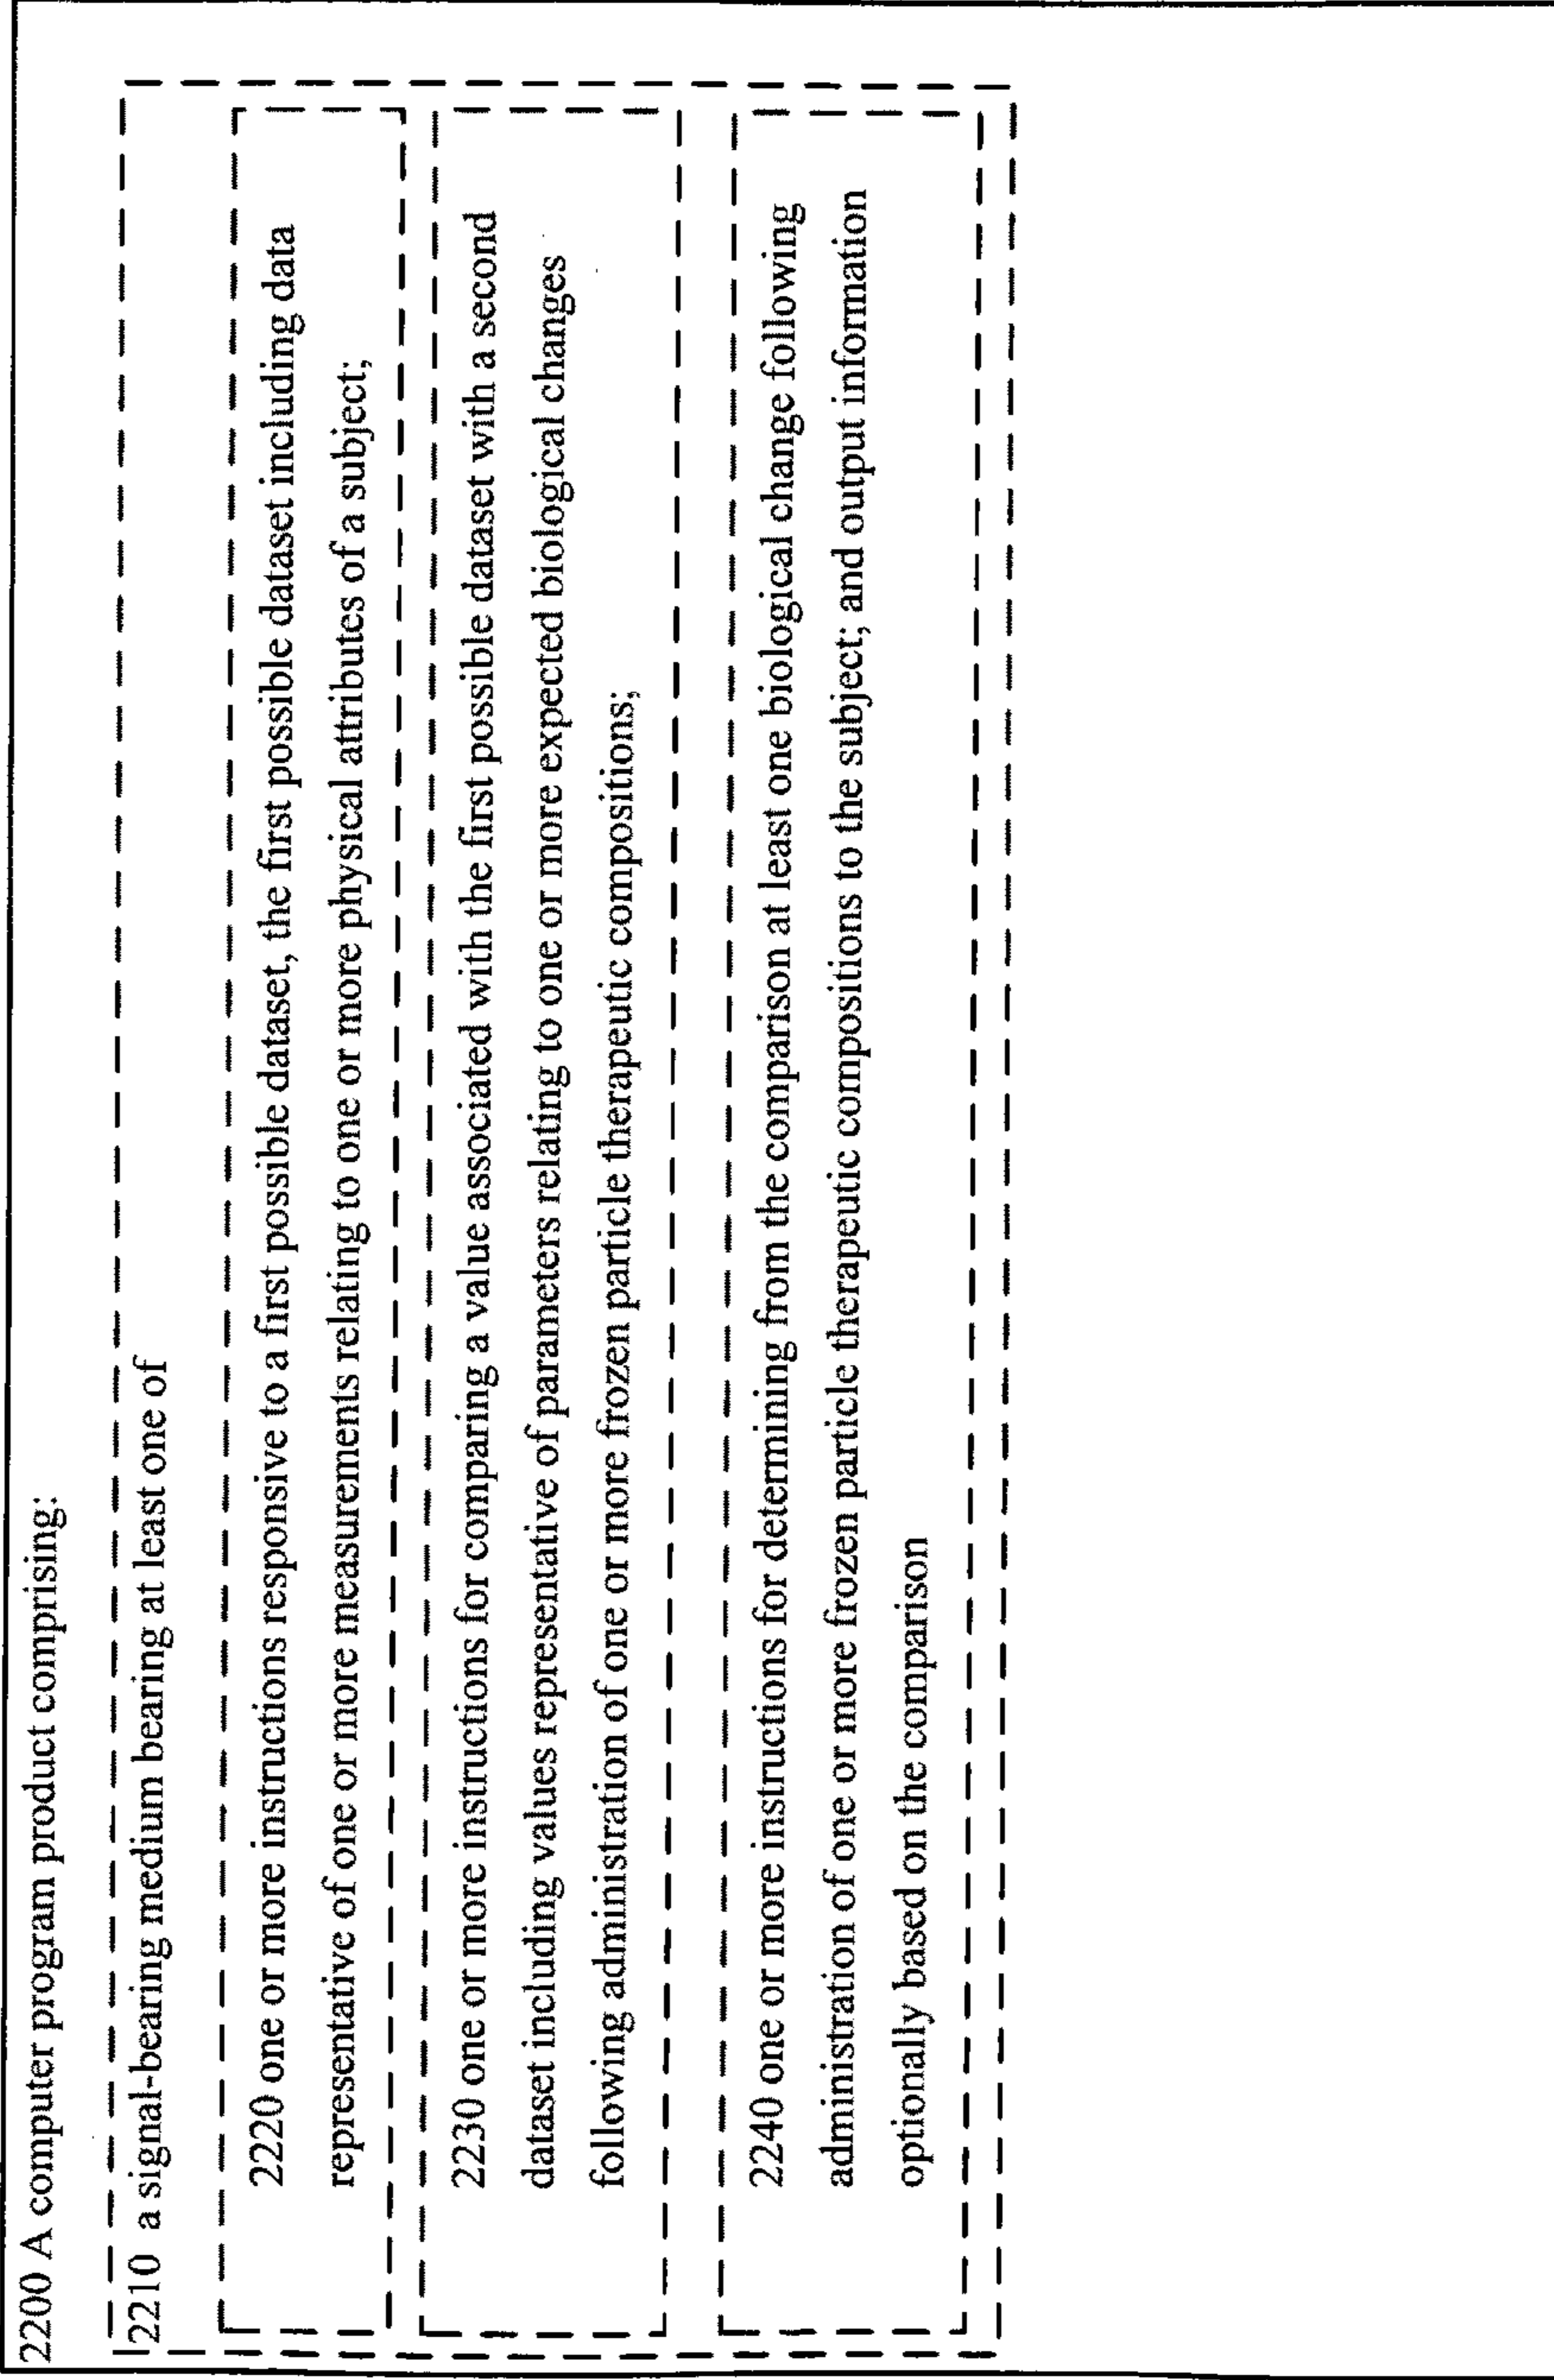 2200 A computer program product comprising:
2210 a signal-bearing medium bearing at least one of
2220 one or more instructions responsive to a first possible dataset, the first possible dataset including data
representative of one or more measurements relating to one or more physical attributes of a subject;
2230 one or more instructions for comparing a value associated with the first possible dataset with a second
dataset including values representative of parameters relating to one or more expected biological changes
following administration of one or more frozen particle therapeutic compositions;
2240 one or more instructions for determining from the comparison at least one biological change following
administration of one or more frozen particle therapeutic compositions to the subject; and output information
optionally based on the comparison